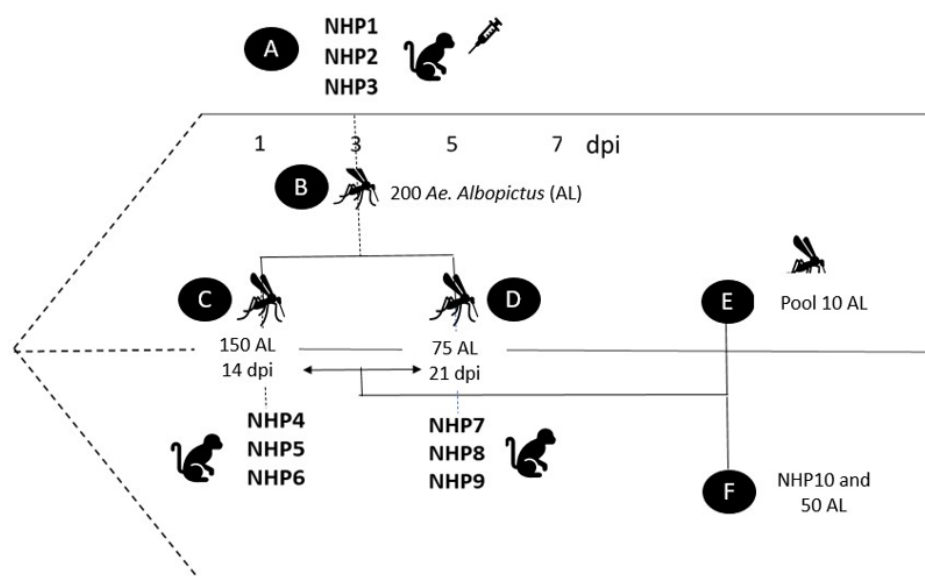 A
NHP1
NHP2
NHP3
1 3 5 7 dpi
B
200 Ae. Albopictus (AL)
C
D
E
Pool 10 AL
150 AL
14 dpi
75 AL
21 dpi
NHP4
NHP5
NHP6
NHP7
NHP8
NHP9
F
NHP10 and
50 AL